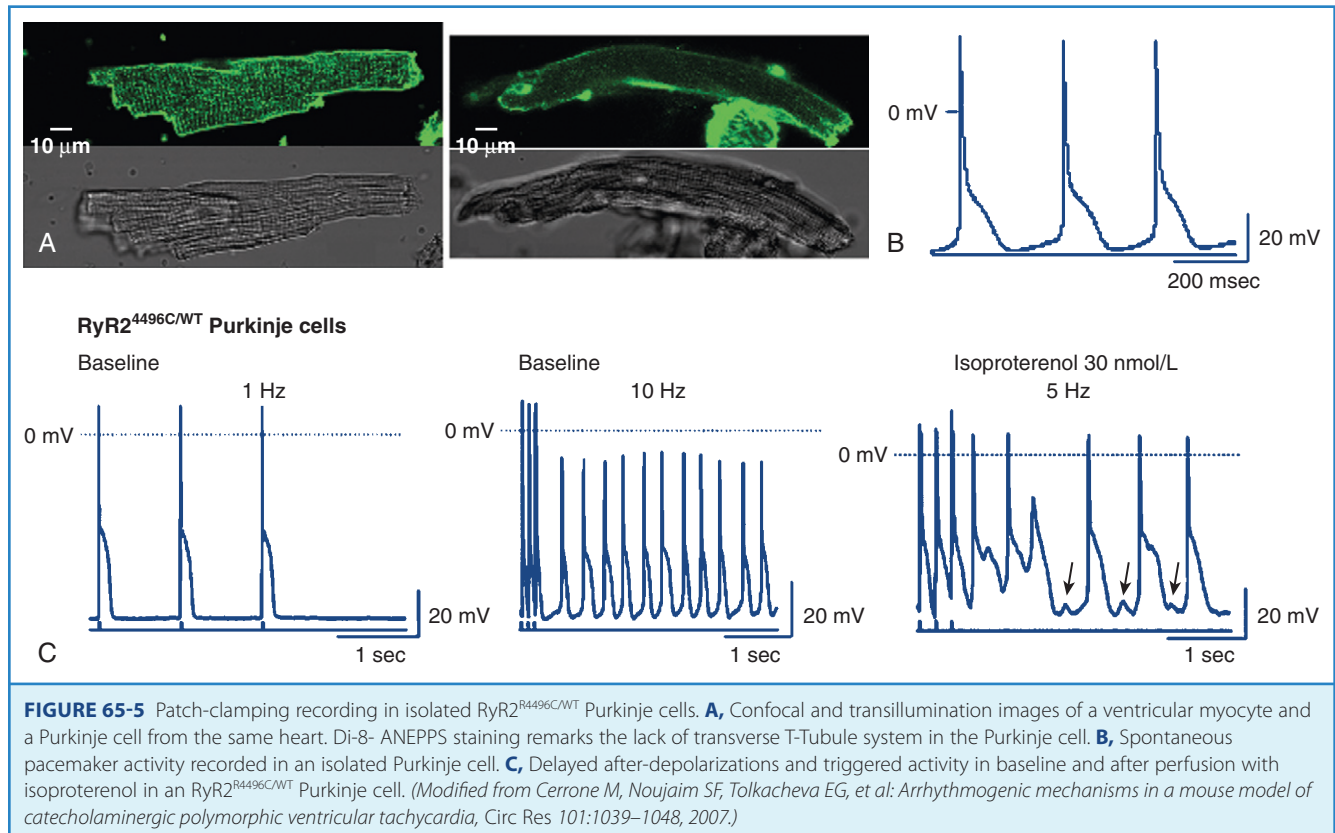 10 μm
10 μm
A
0 mV
B
20 mV
200 msec
RyR24496C/WT Purkinje cells
Baseline
1 Hz
0 mV
20 mV
1 sec
C
Baseline
10 Hz
0 mV
20 mV
1 sec
Isoproterenol 30 nmol/L
5 Hz
0 mV
20 mV
1 sec
FIGURE 65-5 Patch-clamping recording in isolated RyR2R4496C/WT Purkinje cells. A, Confocal and transillumination images of a ventricular myocyte and
a Purkinje cell from the same heart. Di-8- ANEPPS staining remarks the lack of transverse T-Tubule system in the Purkinje cell. B, Spontaneous
pacemaker activity recorded in an isolated Purkinje cell. C, Delayed after-depolarizations and triggered activity in baseline and after perfusion with
isoproterenol in an RyR2R4496C/WT Purkinje cell. (Modified from Cerrone M, Noujaim SF, Tolkacheva EG, et al: Arrhythmogenic mechanisms in a mouse model of
catecholaminergic polymorphic ventricular tachycardia, Circ Res 101:1039–1048, 2007.)